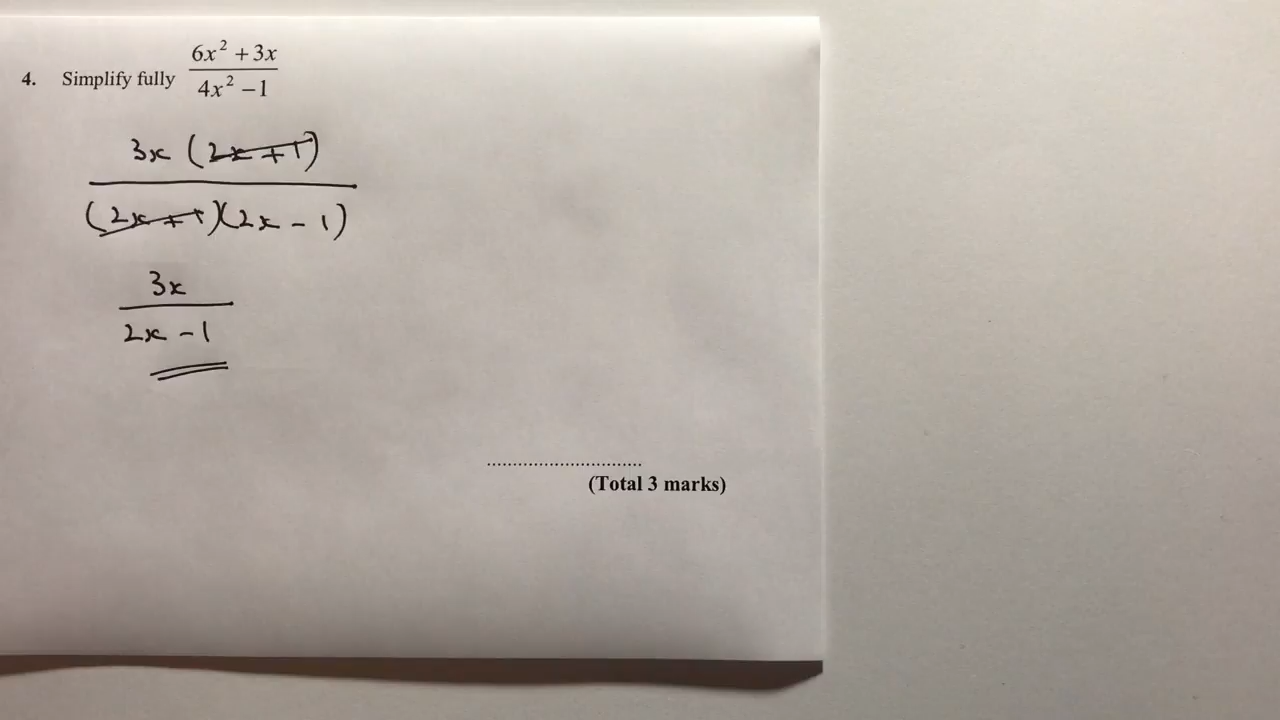 4. Simplify fully (6x² + 3x)/(4x² − 1)
3x (2x + 1)
(2x + 1)(2x − 1)
3x
2x − 1
..............................
(Total 3 marks)